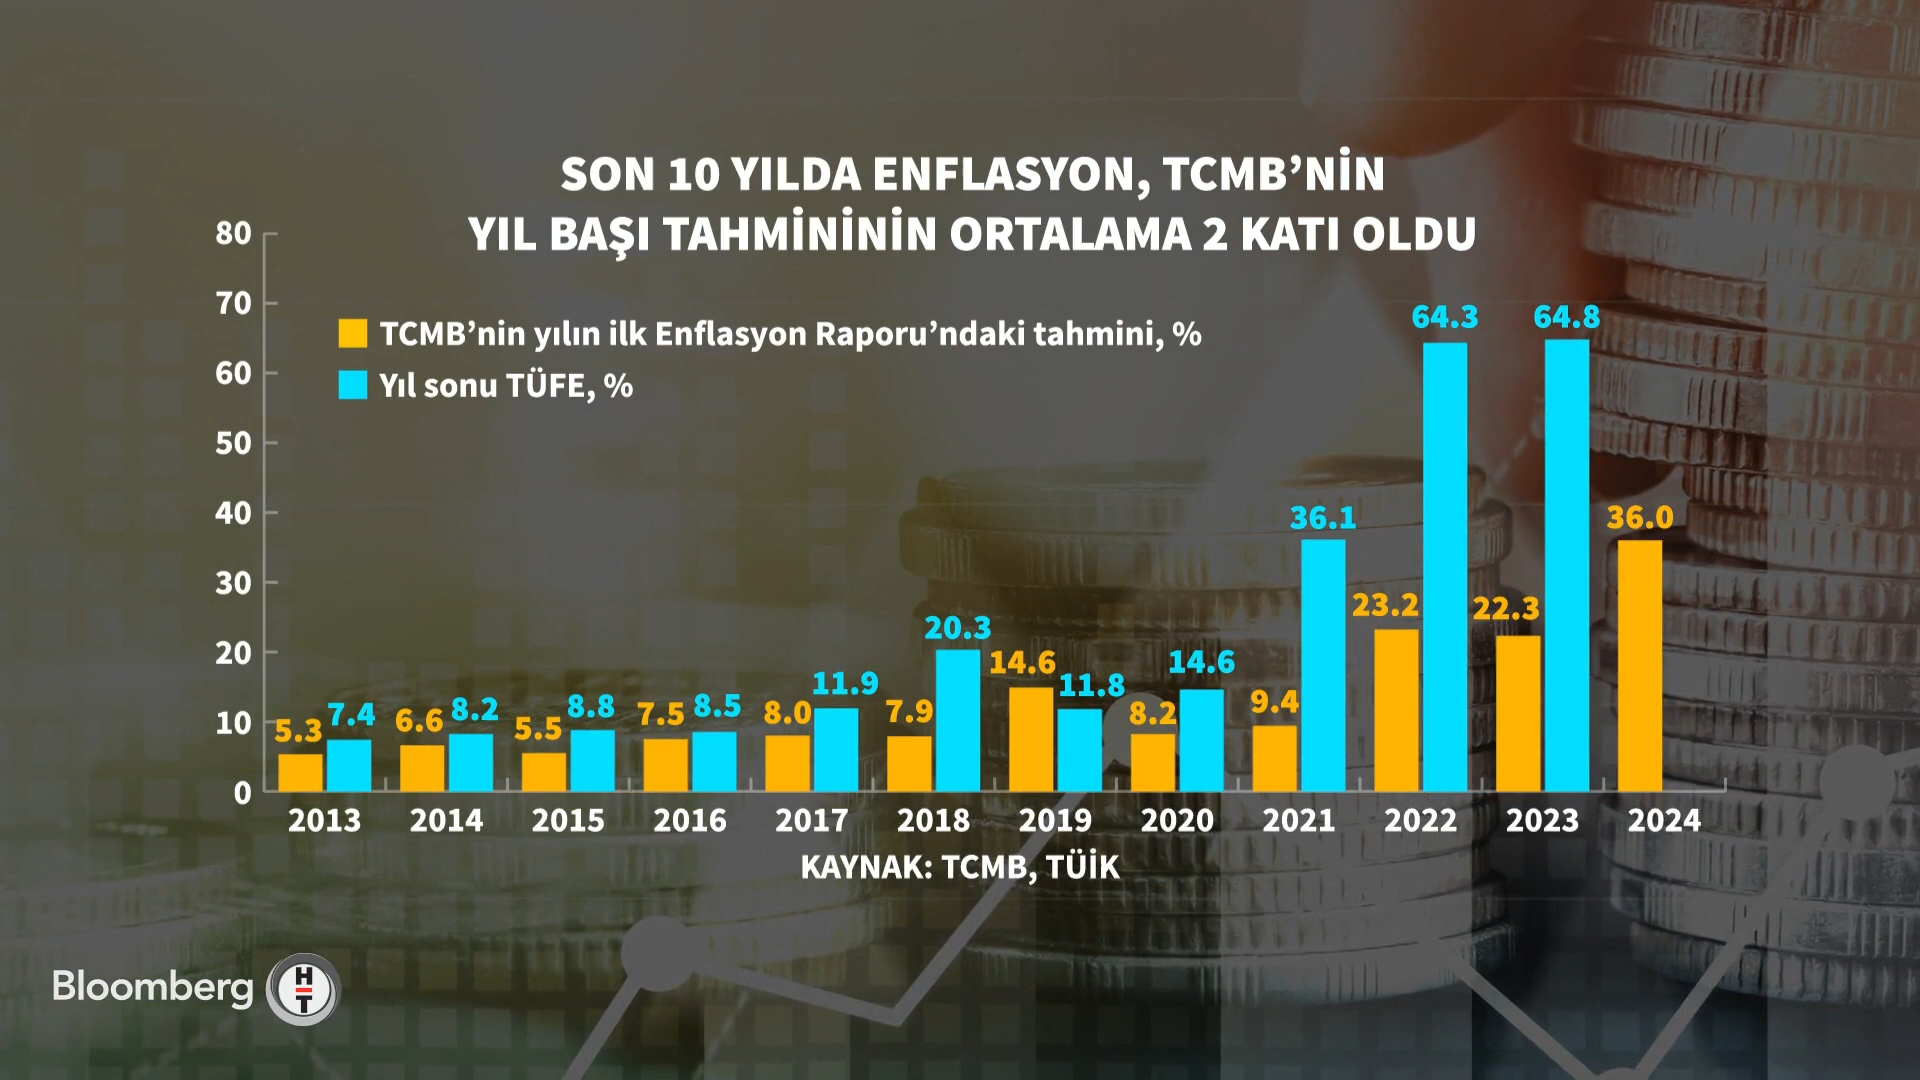 SON 10 YILDA ENFLASYON, TCMB’NİN
YIL BAŞI TAHMİNİNİN ORTALAMA 2 KATI OLDU
TCMB’nin yılın ilk Enflasyon Raporu’ndaki tahmini, %
Yıl sonu TÜFE, %
80
70
60
50
40
30
20
10
0
5.3 7.4 6.6 8.2 5.5 8.8 7.5 8.5 8.0 11.9 7.9 20.3 14.6 11.8 8.2 14.6 9.4 36.1 23.2 64.3 22.3 64.8 36.0
2013 2014 2015 2016 2017 2018 2019 2020 2021 2022 2023 2024
KAYNAK: TCMB, TÜİK
Bloomberg HT